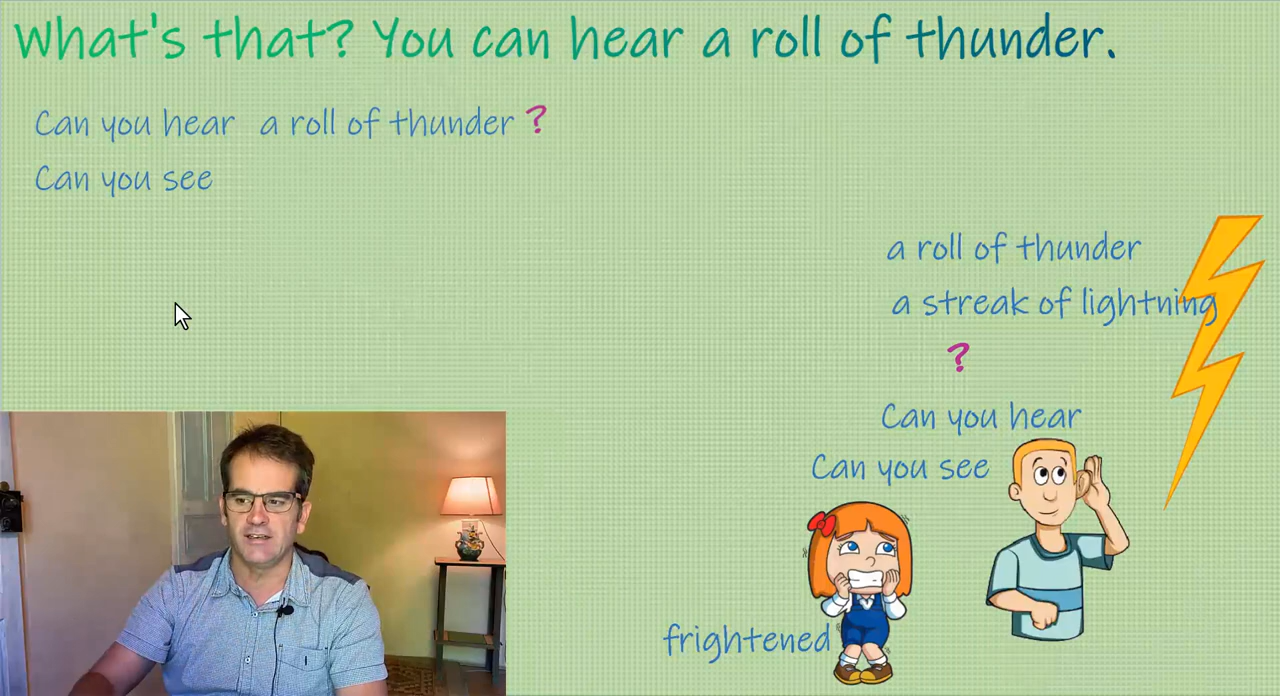 What's that? You can hear a roll of thunder.
Can you hear a roll of thunder ?
Can you see
a roll of thunder
a streak of lightning
?
Can you hear
Can you see
frightened